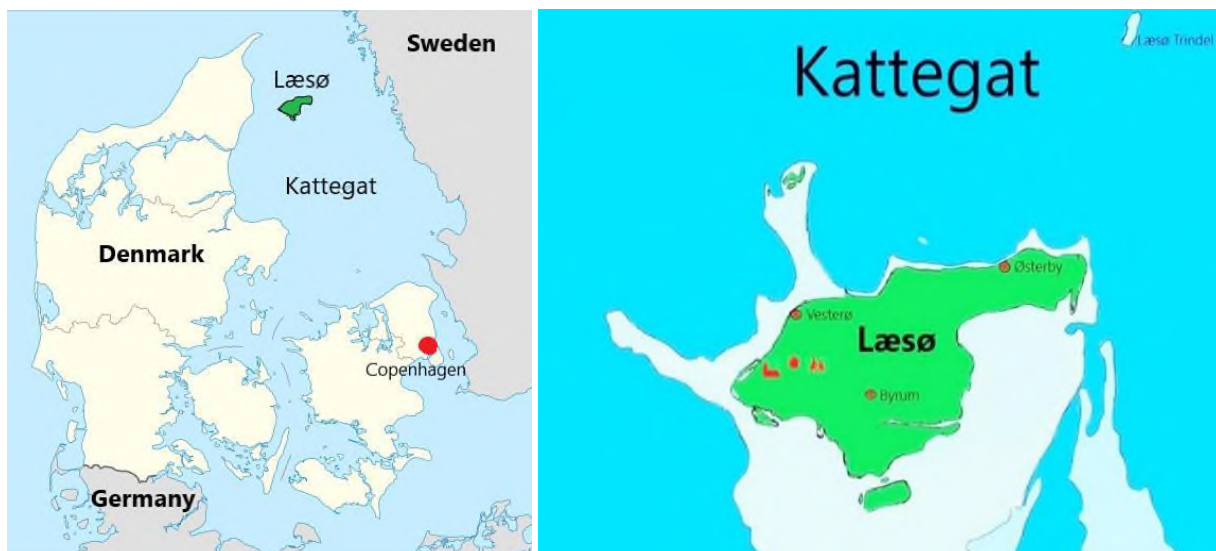 Sweden
Læsø
Kattegat
Denmark
Copenhagen
Germany
Læsø Trindel
Kattegat
Østerby
Vesterø
Læsø
Byrum